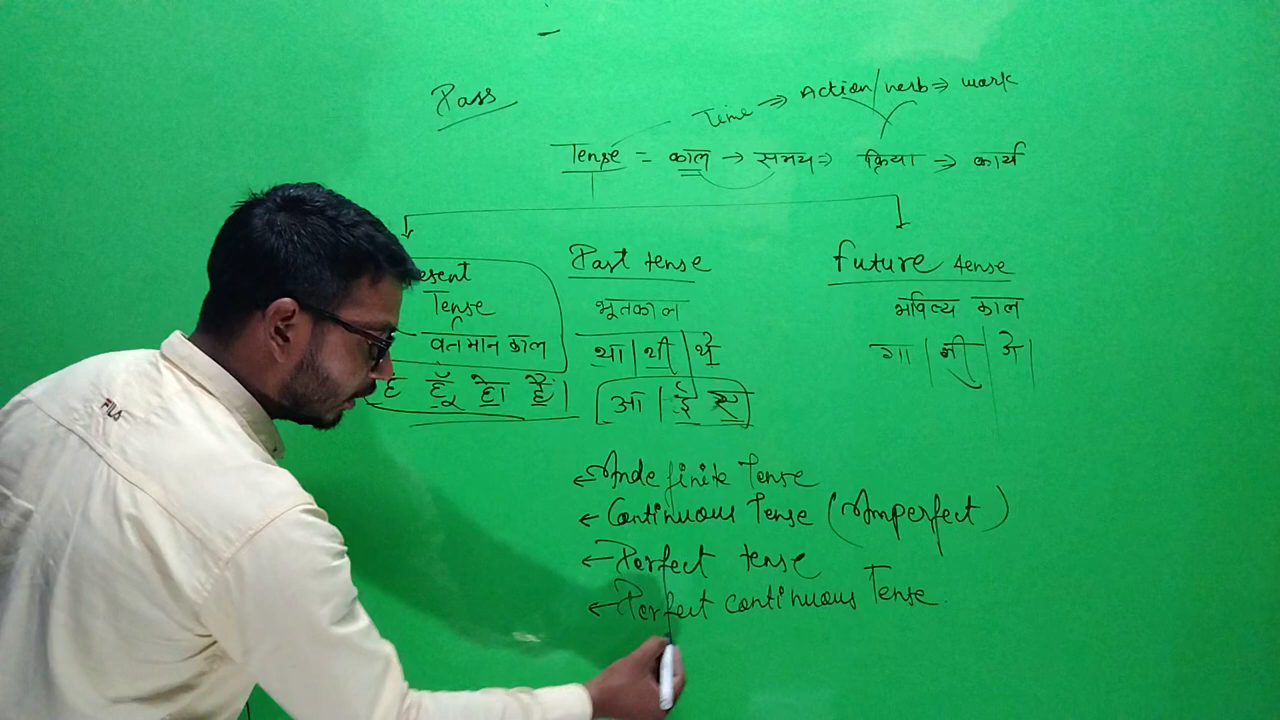 Pass
Time ⇒ Action/verb ⇒ work
Tense = काल → समय ⇒ क्रिया ⇒ कार्य
esent
Tense
वर्तमान काल
हूँ हो हैं।
Past tense
भूतकाल
था | थी | थे
आ | ई ए
future tense
भविष्य काल
गा | गी | गे |
← Indefinite Tense
← Continuous Tense (Imperfect)
← Perfect tense
← Perfect continuous Tense.
FILA